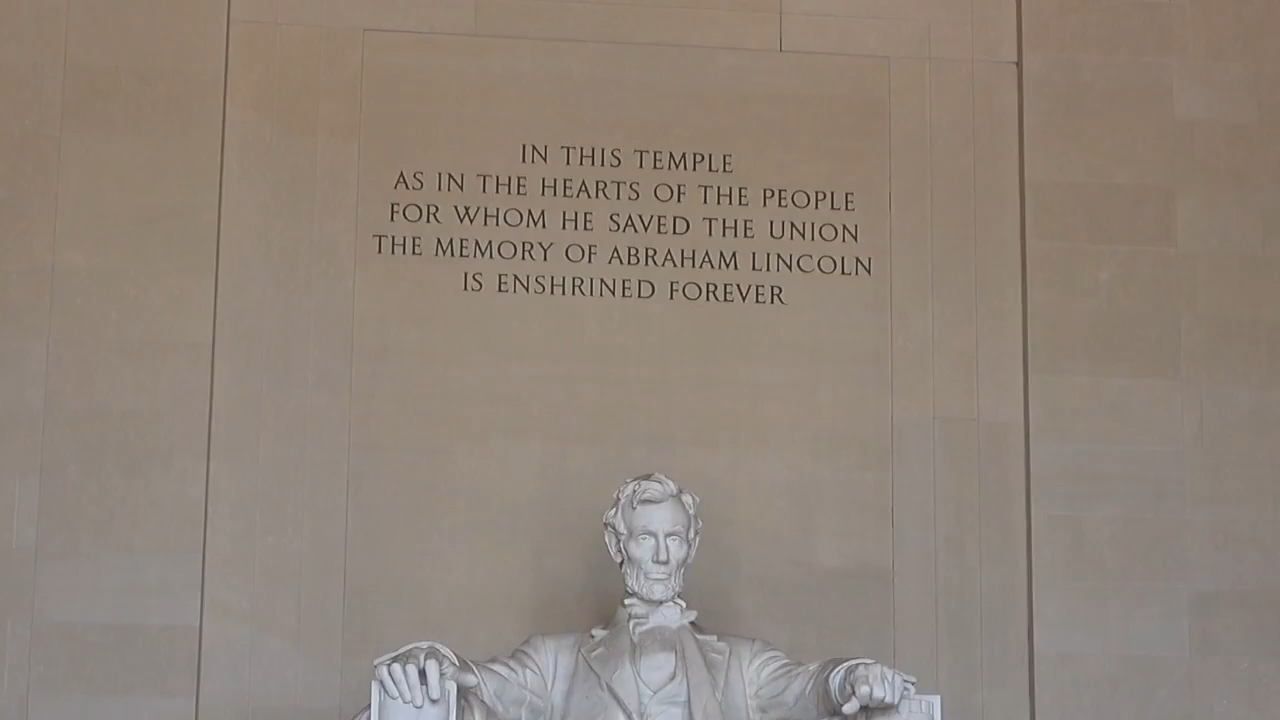 IN THIS TEMPLE
AS IN THE HEARTS OF THE PEOPLE
FOR WHOM HE SAVED THE UNION
THE MEMORY OF ABRAHAM LINCOLN
IS ENSHRINED FOREVER